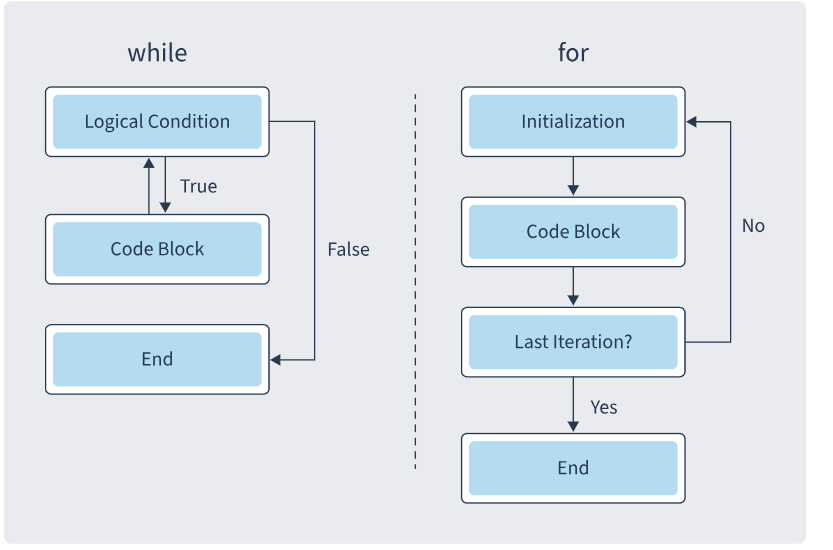 while
Logical Condition
True
Code Block
False
End
for
Initialization
Code Block
No
Last Iteration?
Yes
End